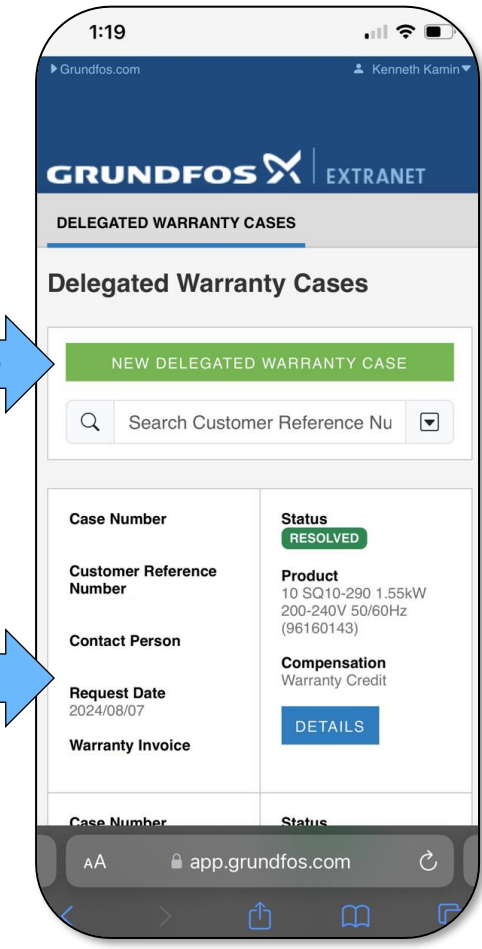 1:19
Grundfos.com
Kenneth Kamin
GRUNDFOS
EXTRANET
DELEGATED WARRANTY CASES
Delegated Warranty Cases
NEW DELEGATED WARRANTY CASE
Search Customer Reference Nu
Case Number
Customer Reference
Number
Contact Person
Request Date
2024/08/07
Warranty Invoice
Status
RESOLVED
Product
10 SQ10-290 1.55kW
200-240V 50/60Hz
(96160143)
Compensation
Warranty Credit
DETAILS
Case Number
Status
AA
app.grundfos.com